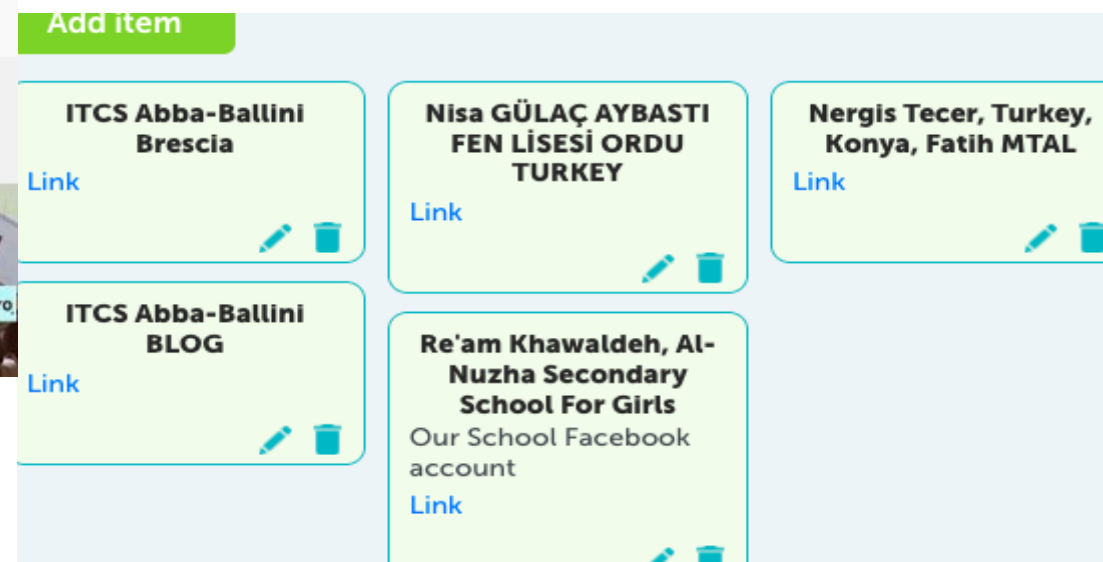 Add item
ITCS Abba-Ballini
Brescia
Link
ITCS Abba-Ballini
BLOG
Link
Nisa GÜLAÇ AYBASTI
FEN LİSESİ ORDU
TURKEY
Link
Re'am Khawaldeh, Al-
Nuzha Secondary
School For Girls
Our School Facebook
account
Link
Nergis Tecer, Turkey,
Konya, Fatih MTAL
Link